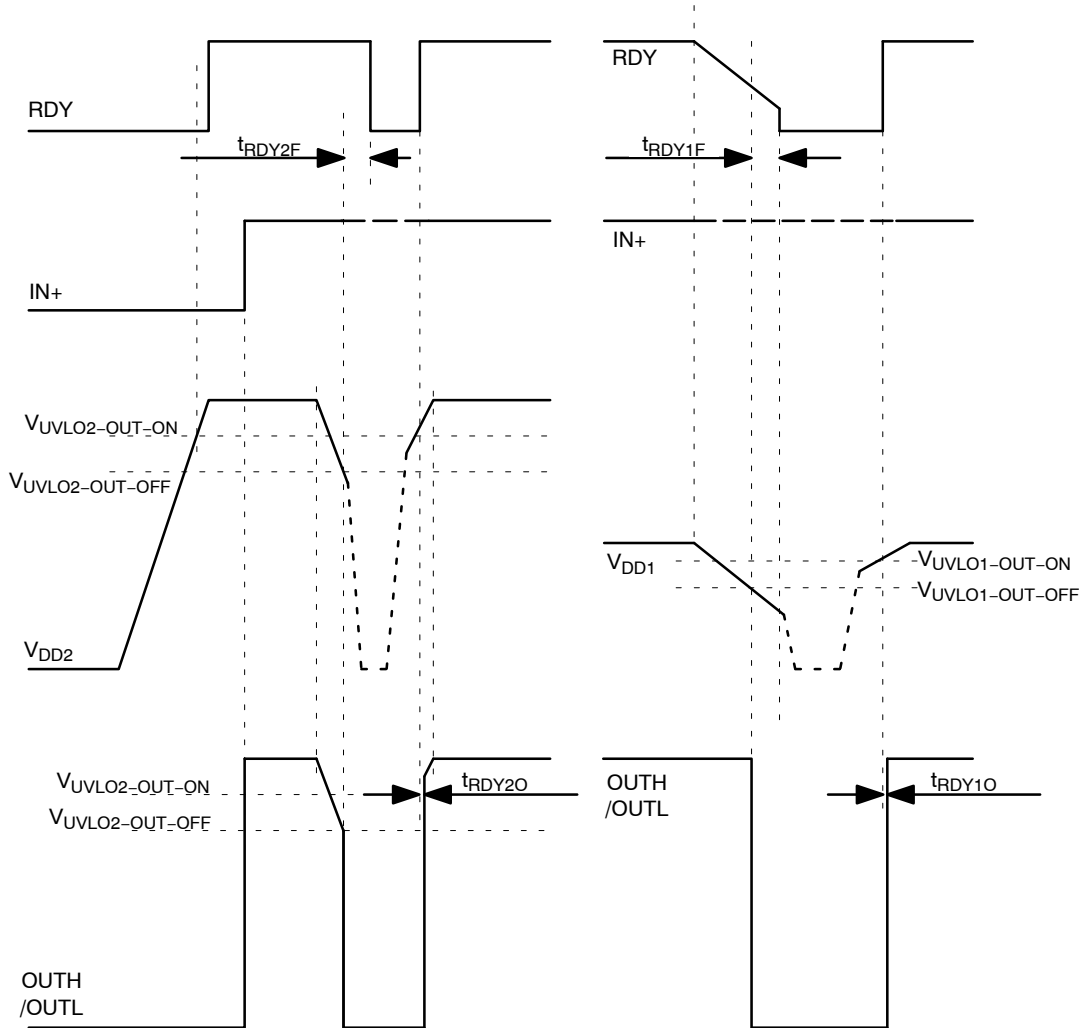 RDY
RDY
tRDY2F
tRDY1F
IN+
IN+
VUVLO2−OUT−ON
VUVLO2−OUT−OFF
VDD1
VUVLO1−OUT−ON
VUVLO1−OUT−OFF
VDD2
VUVLO2−OUT−ON
VUVLO2−OUT−OFF
tRDY2O
OUTH
/OUTL
tRDY1O
OUTH
/OUTL